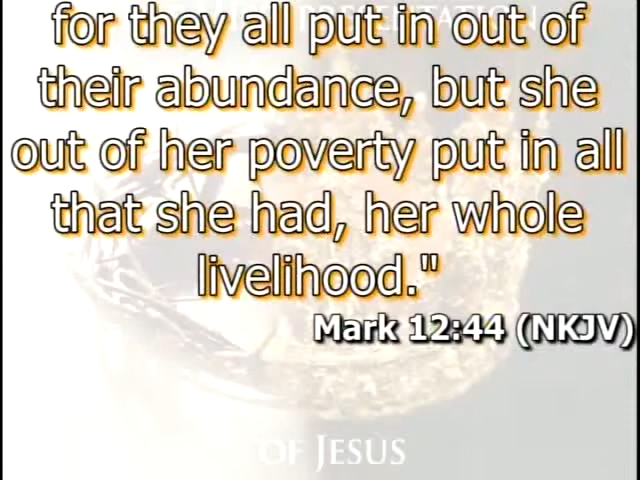 PRESENTATION
for they all put in out of
their abundance, but she
out of her poverty put in all
that she had, her whole
livelihood."
Mark 12:44 (NKJV)
OF JESUS